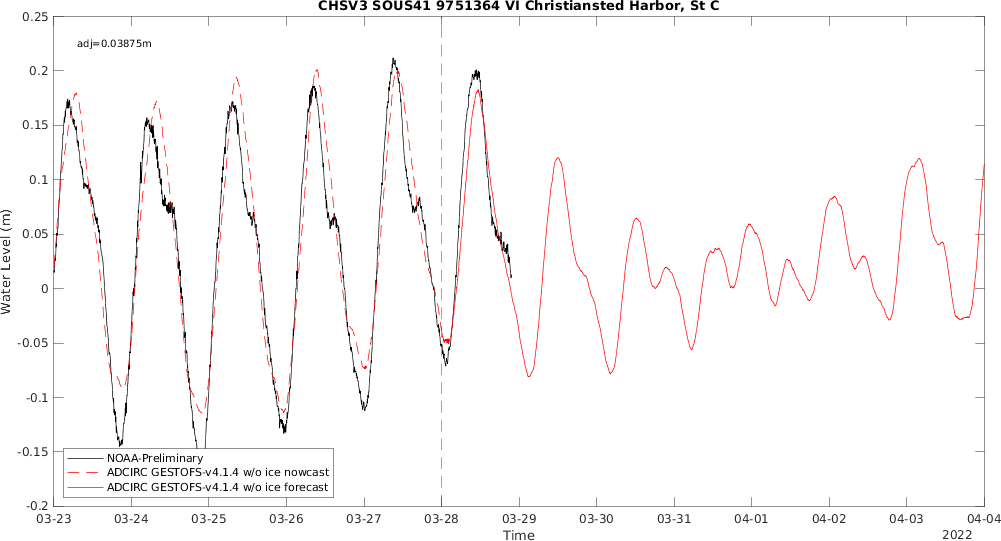 CHSV3 SOUS41 9751364 VI Christiansted Harbor, St C
adj=0.03875m
0.25
0.2
0.15
0.1
0.05
0
-0.05
-0.1
-0.15
-0.2
Water Level (m)
NOAA-Preliminary
ADCIRC GESTOFS-v4.1.4 w/o ice nowcast
ADCIRC GESTOFS-v4.1.4 w/o ice forecast
03-23 03-24 03-25 03-26 03-27 03-28 03-29 03-30 03-31 04-01 04-02 04-03 04-04
Time
2022